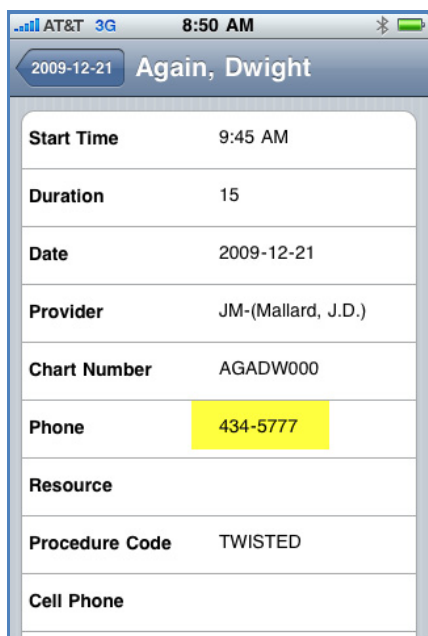 AT&T 3G 8:50 AM
2009-12-21 Again, Dwight
Start Time 9:45 AM
Duration 15
Date 2009-12-21
Provider JM-(Mallard, J.D.)
Chart Number AGADW000
Phone 434-5777
Resource
Procedure Code TWISTED
Cell Phone